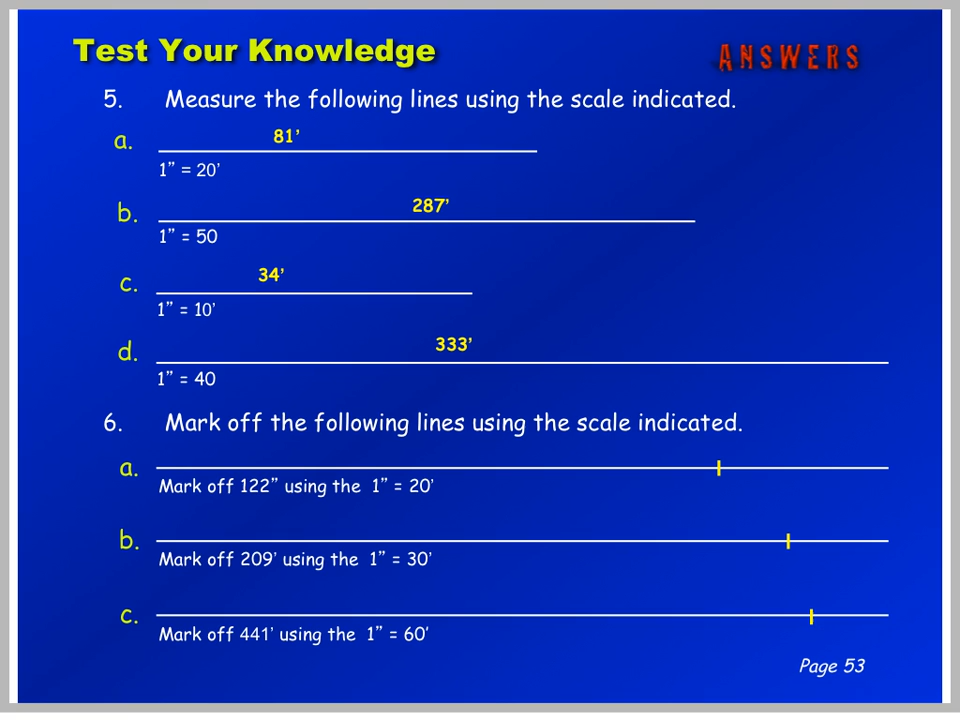 Test Your Knowledge
ANSWERS
5. Measure the following lines using the scale indicated.
a. 81’
1” = 20’
b. 287’
1” = 50
c. 34’
1” = 10’
d. 333’
1” = 40
6. Mark off the following lines using the scale indicated.
a.
Mark off 122” using the 1” = 20’
b.
Mark off 209’ using the 1” = 30’
c.
Mark off 441’ using the 1” = 60’
Page 53